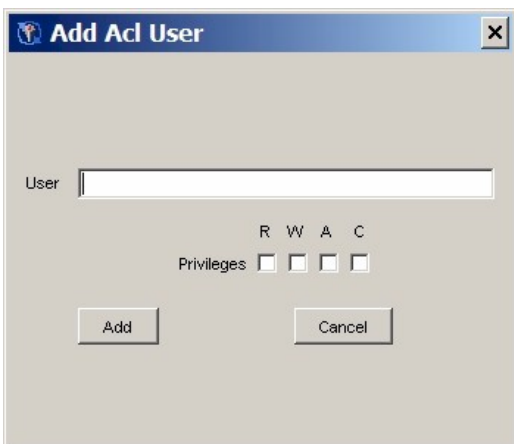 Add Acl User
User
R W A C
Privileges
Add Cancel